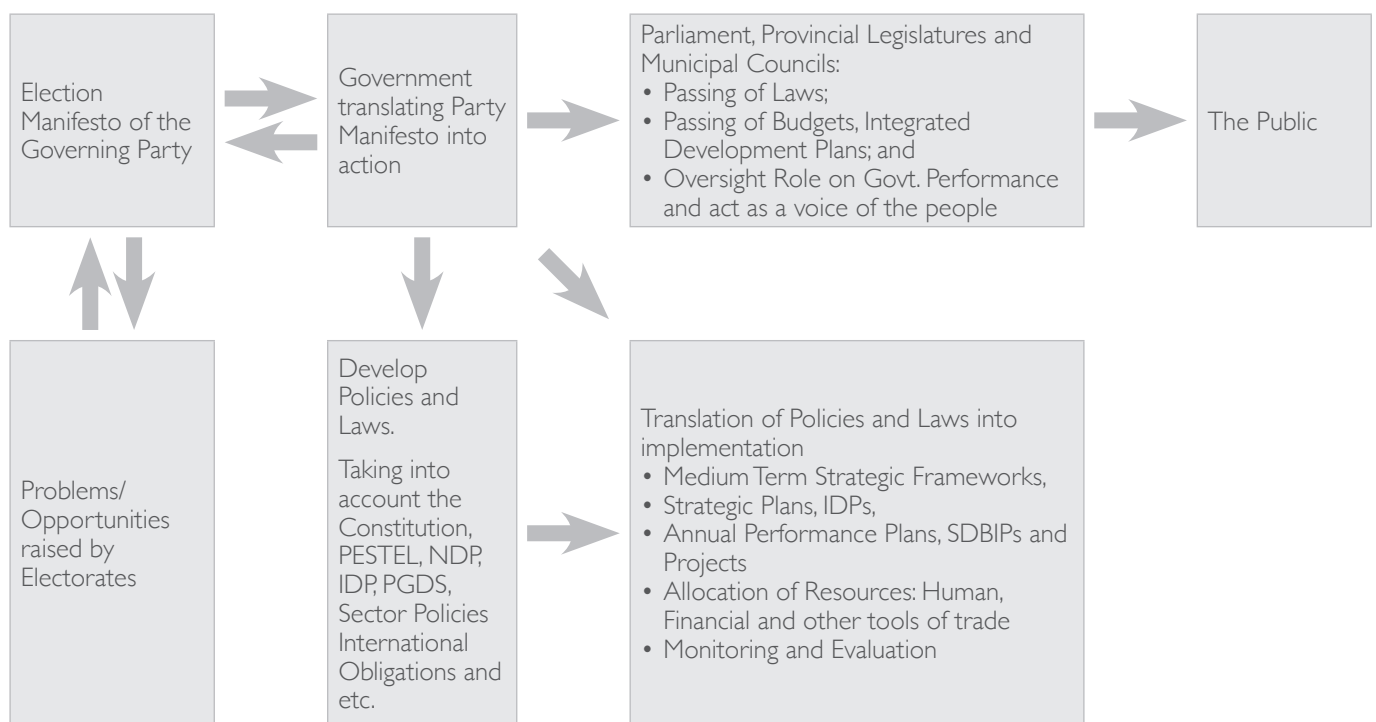 Election
Manifesto of the
Governing Party
Government
translating Party
Manifesto into
action
Parliament, Provincial Legislatures and
Municipal Councils:
• Passing of Laws;
• Passing of Budgets, Integrated
Development Plans; and
• Oversight Role on Govt. Performance
and act as a voice of the people
The Public
Problems/
Opportunities
raised by
Electorates
Develop
Policies and
Laws.
Taking into
account the
Constitution,
PESTEL, NDP,
IDP, PGDS,
Sector Policies
International
Obligations and
etc.
Translation of Policies and Laws into
implementation
• Medium Term Strategic Frameworks,
• Strategic Plans, IDPs,
• Annual Performance Plans, SDBIPs and
Projects
• Allocation of Resources: Human,
Financial and other tools of trade
• Monitoring and Evaluation